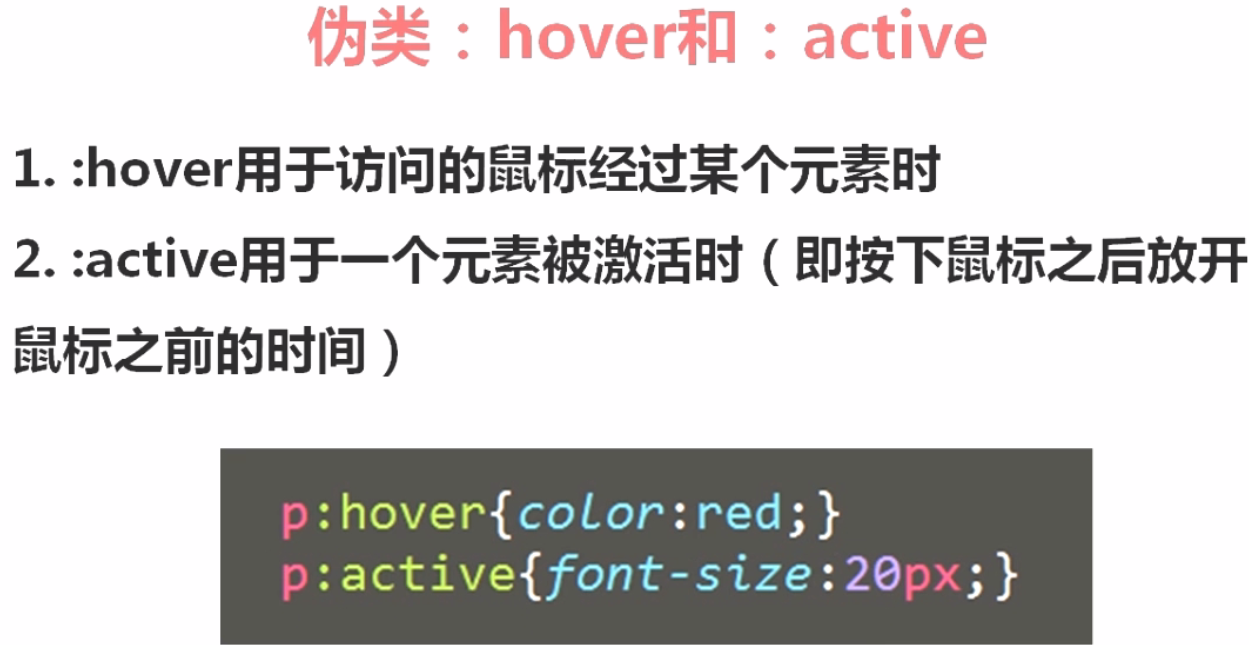 伪类：hover和：active
1. :hover用于访问的鼠标经过某个元素时
2. :active用于一个元素被激活时（即按下鼠标之后放开
鼠标之前的时间）
p:hover{color:red;}
p:active{font-size:20px;}